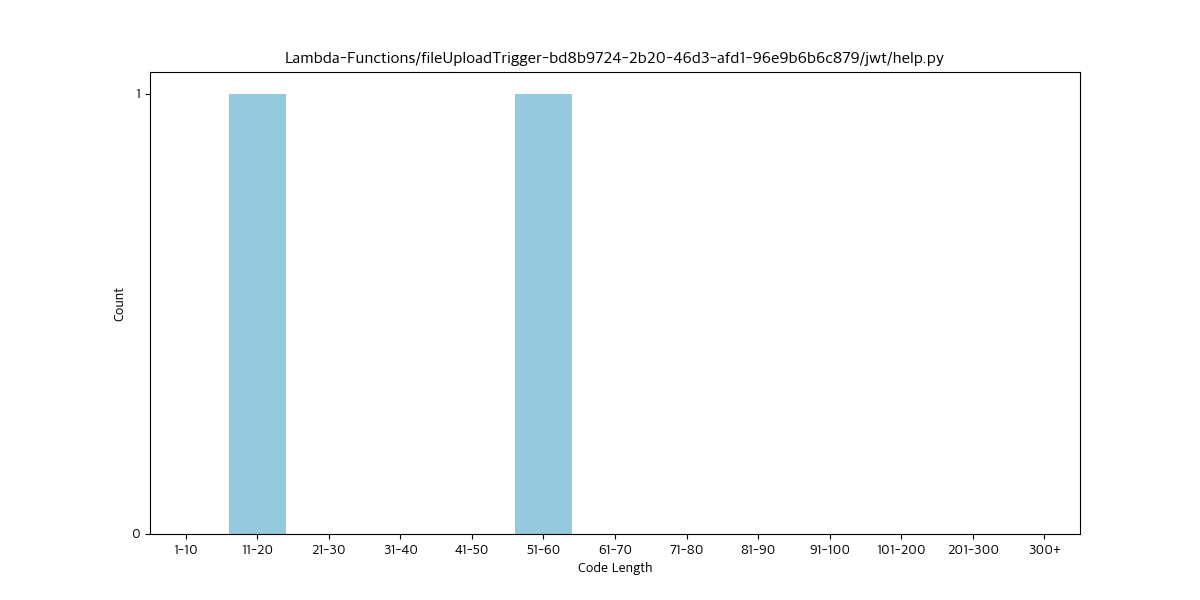 Lambda-Functions/fileUploadTrigger-bd8b9724-2b20-46d3-afd1-96e9b6b6c879/jwt/help.py
1
Count
0
1-10 11-20 21-30 31-40 41-50 51-60 61-70 71-80 81-90 91-100 101-200 201-300 300+
Code Length